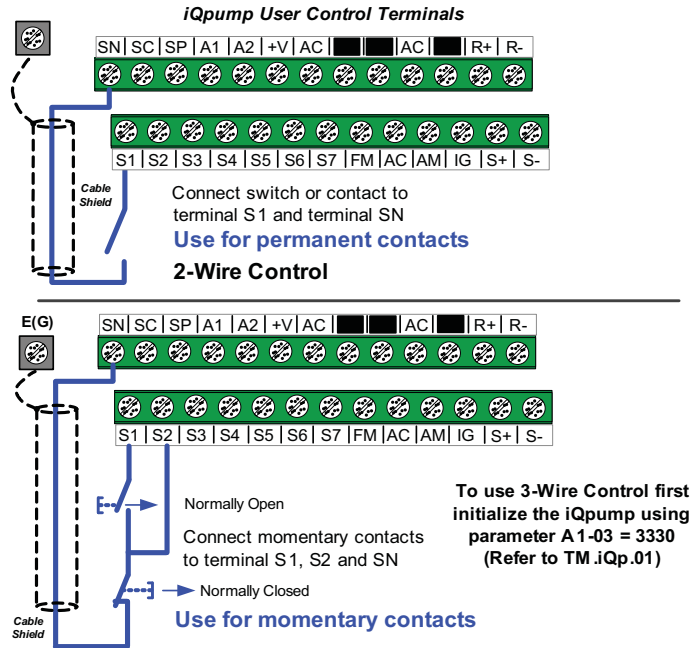 iQpump User Control Terminals
SN SC SP A1 A2 +V AC AC R+ R-
S1 S2 S3 S4 S5 S6 S7 FM AC AM IG S+ S-
Cable
Shield
Connect switch or contact to
terminal S1 and terminal SN
Use for permanent contacts
2-Wire Control
E(G)
SN SC SP A1 A2 +V AC AC R+ R-
S1 S2 S3 S4 S5 S6 S7 FM AC AM IG S+ S-
Normally Open
Connect momentary contacts
to terminal S1, S2 and SN
Normally Closed
Use for momentary contacts
Cable
Shield
To use 3-Wire Control first
initialize the iQpump using
parameter A1-03 = 3330
(Refer to TM.iQp.01)